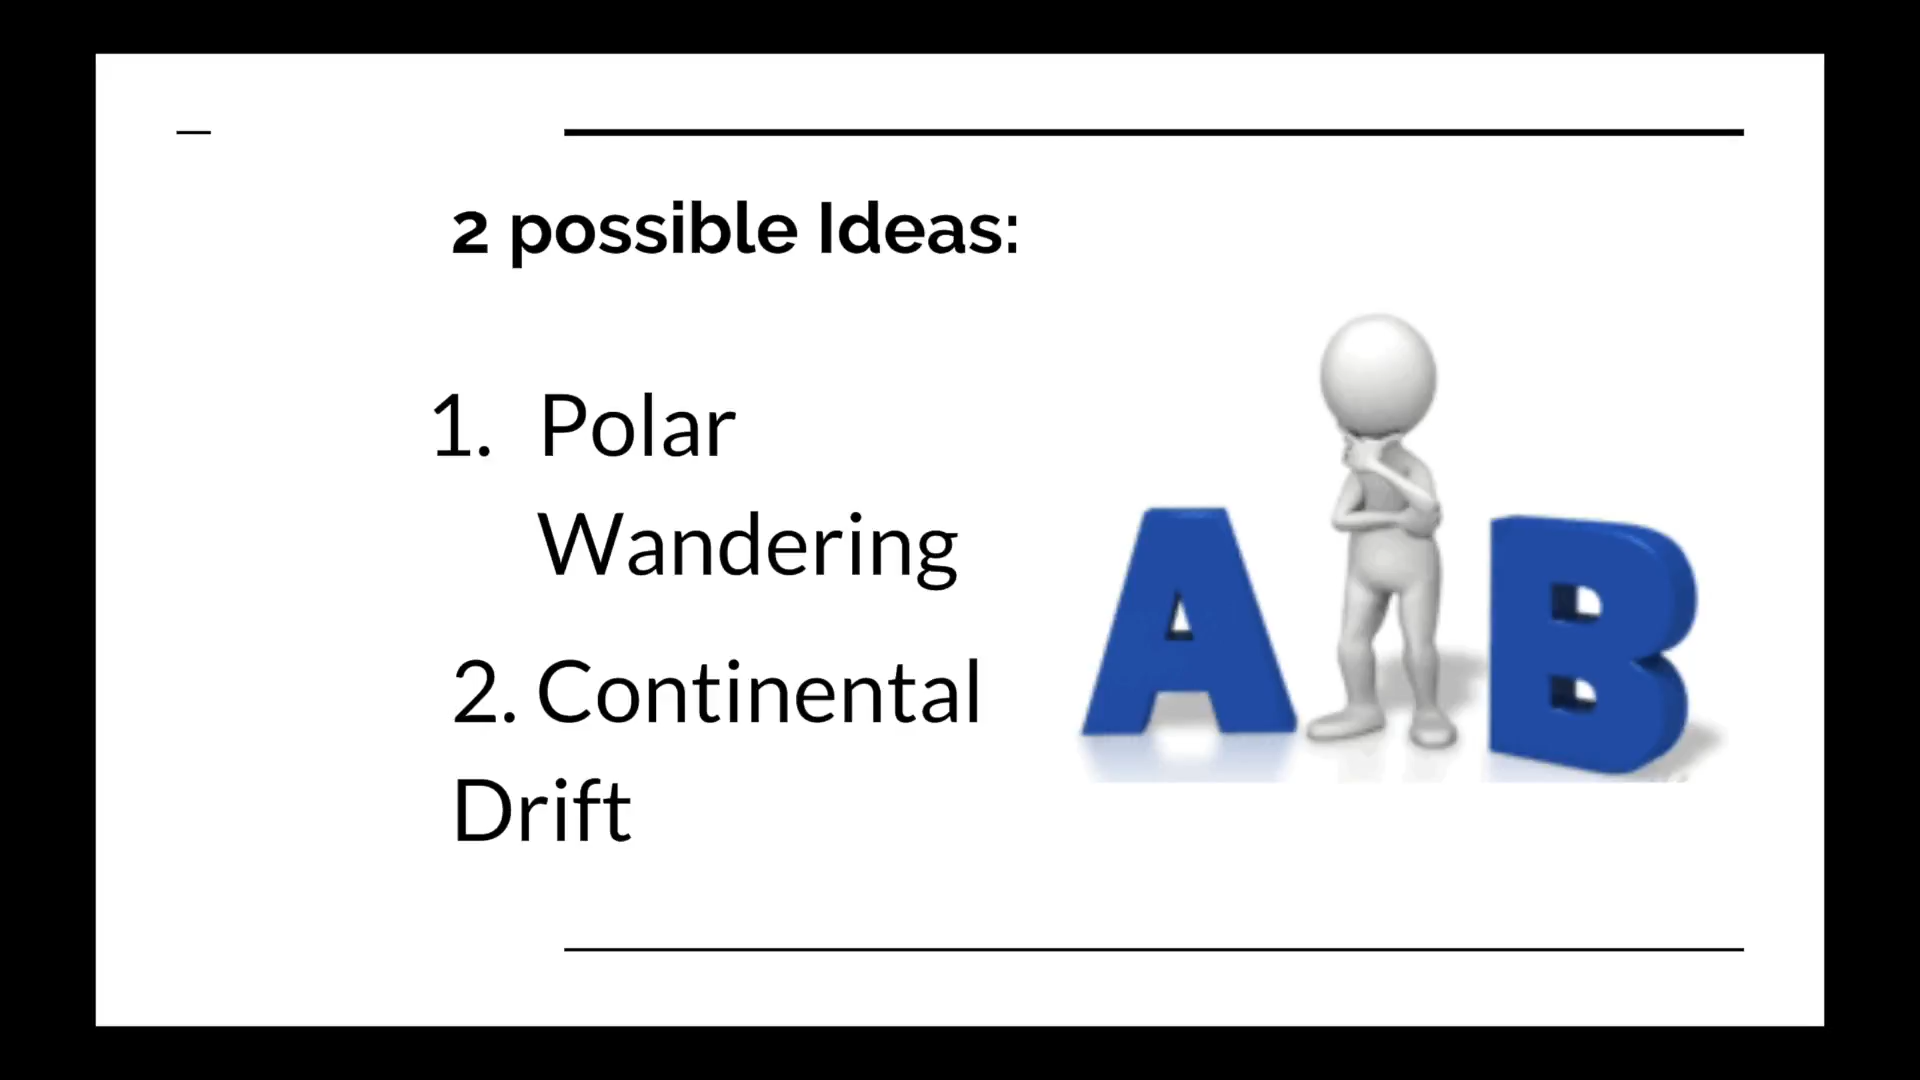 2 possible Ideas:
1. Polar
Wandering
2. Continental
Drift
A B